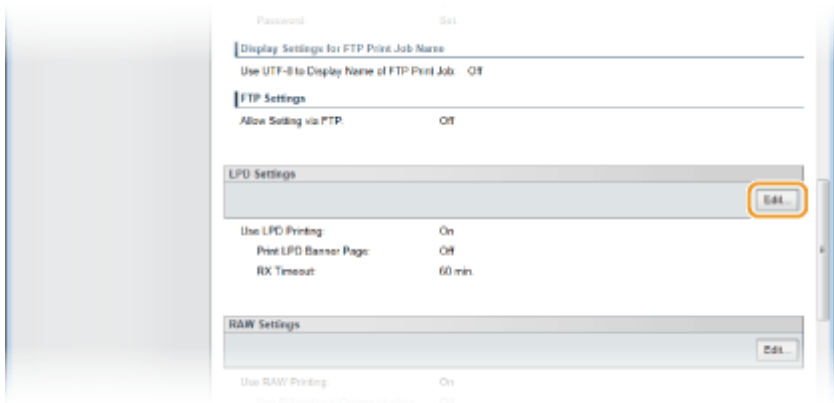 Password: Set
Display Settings for FTP Print Job Name
Use UTF-8 to Display Name of FTP Print Job: Off
FTP Settings
Allow Setting via FTP: Off
LPD Settings
Edit...
Use LPD Printing: On
Print LPD Banner Page: Off
RX Timeout: 60 min.
RAW Settings
Edit...
Use RAW Printing: On